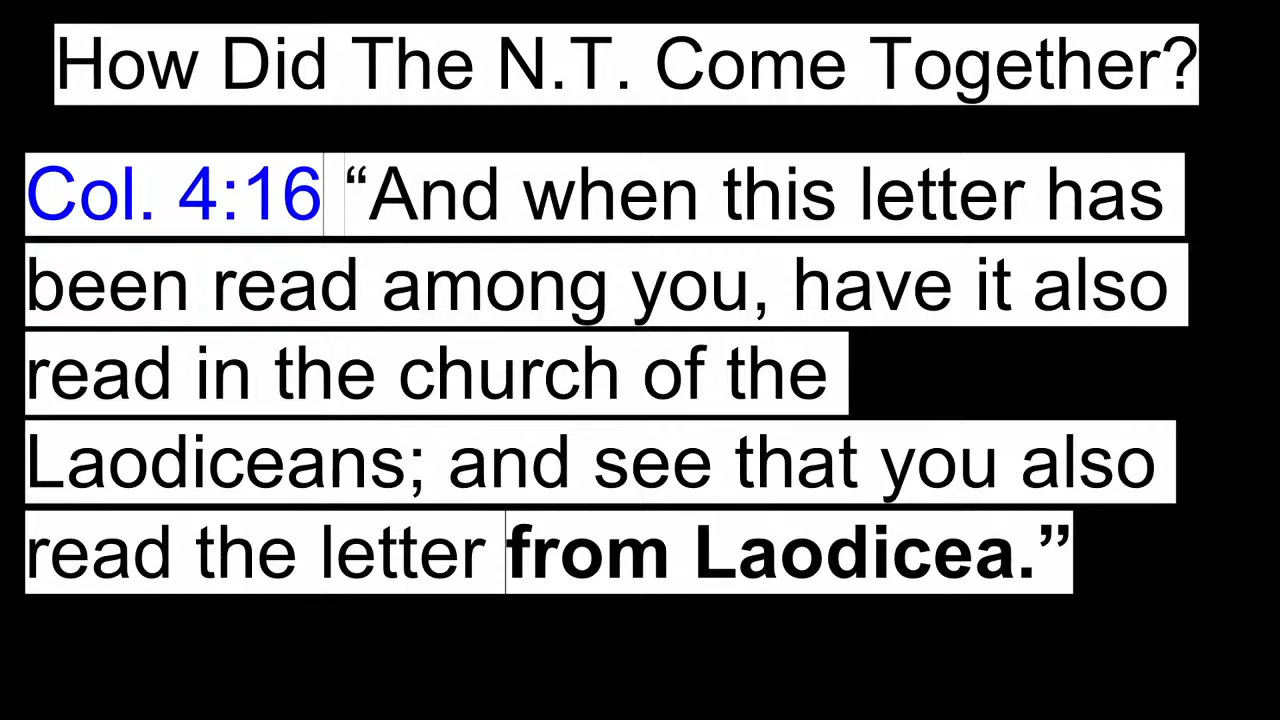 How Did The N.T. Come Together?
Col. 4:16 “And when this letter has
been read among you, have it also
read in the church of the
Laodiceans; and see that you also
read the letter from Laodicea.”